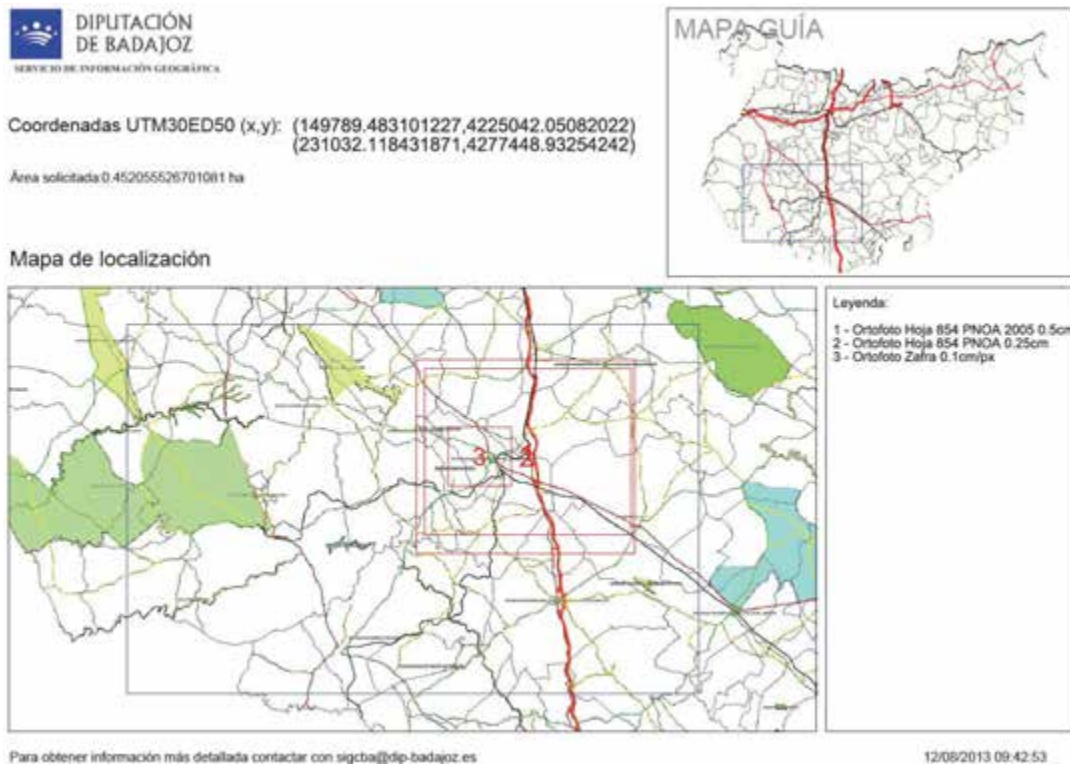 DIPUTACIÓN
DE BADAJOZ
SERVICIO DE INFORMACIÓN GEOGRÁFICA
MAPA GUÍA
Coordenadas UTM30ED50 (x,y): (149789.483101227,4225042.05082022)
(231032.118431871,4277448.93254242)
Área solicitada:0.452055526701081 ha
Mapa de localización
Leyenda:
1 - Ortofoto Hoja 854 PNOA 2005 0.5cm
2 - Ortofoto Hoja 854 PNOA 0.25cm
3 - Ortofoto Zafra 0.1cm/px
3
Para obtener información más detallada contactar con sigcba@dip-badajoz.es
12/08/2013 09:42:53